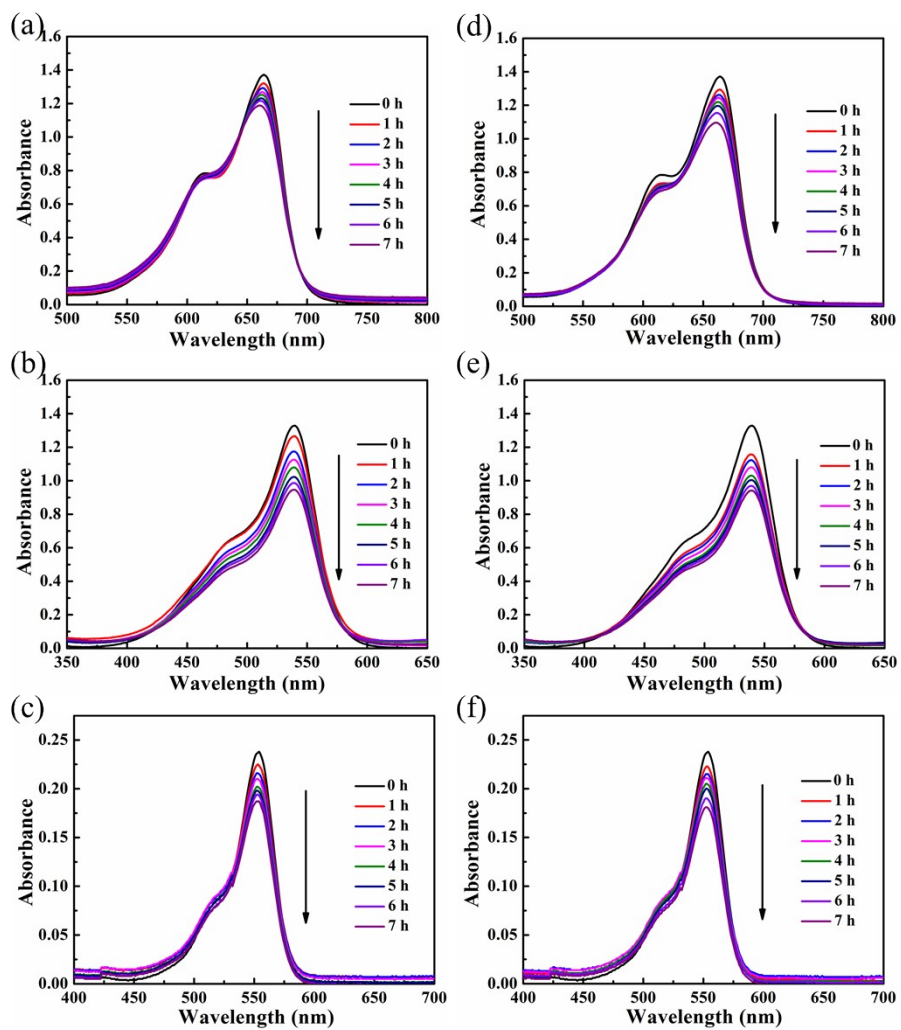 (a)
1.6
1.4
1.2
1.0
0.8
0.6
0.4
0.2
0.0
Absorbance
0 h
1 h
2 h
3 h
4 h
5 h
6 h
7 h
500 550 600 650 700 750 800
Wavelength (nm)
(d)
1.6
1.4
1.2
1.0
0.8
0.6
0.4
0.2
0.0
Absorbance
0 h
1 h
2 h
3 h
4 h
5 h
6 h
7 h
500 550 600 650 700 750 800
Wavelength (nm)
(b)
1.6
1.4
1.2
1.0
0.8
0.6
0.4
0.2
0.0
Absorbance
0 h
1 h
2 h
3 h
4 h
5 h
6 h
7 h
350 400 450 500 550 600 650
Wavelength (nm)
(e)
1.6
1.4
1.2
1.0
0.8
0.6
0.4
0.2
0.0
Absorbance
0 h
1 h
2 h
3 h
4 h
5 h
6 h
7 h
350 400 450 500 550 600 650
Wavelength (nm)
(c)
0.25
0.20
0.15
0.10
0.05
0.00
Absorbance
0 h
1 h
2 h
3 h
4 h
5 h
6 h
7 h
400 450 500 550 600 650 700
Wavelength (nm)
(f)
0.25
0.20
0.15
0.10
0.05
0.00
Absorbance
0 h
1 h
2 h
3 h
4 h
5 h
6 h
7 h
400 450 500 550 600 650 700
Wavelength (nm)